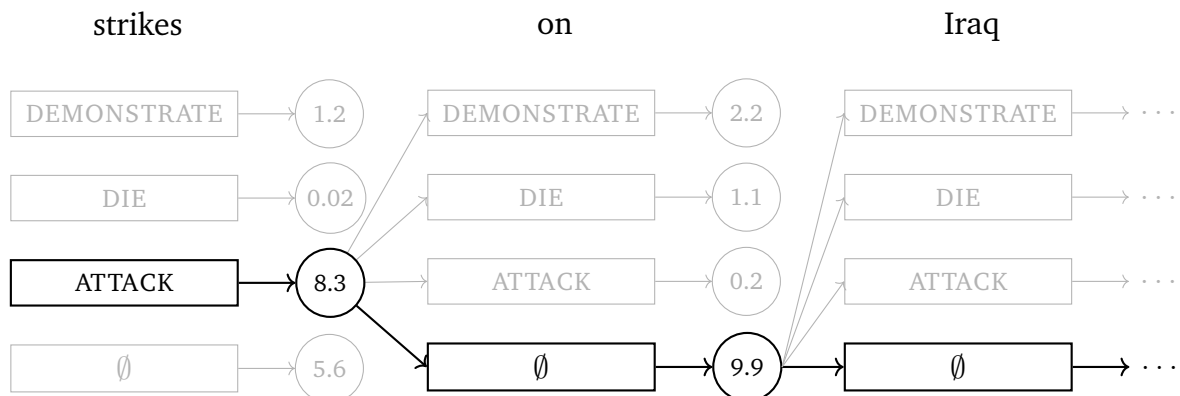 strikes on Iraq
DEMONSTRATE 1.2 DEMONSTRATE 2.2 DEMONSTRATE ···
DIE 0.02 DIE 1.1 DIE ···
ATTACK 8.3 ATTACK 0.2 ATTACK ···
∅ 5.6 ∅ 9.9 ∅ ···